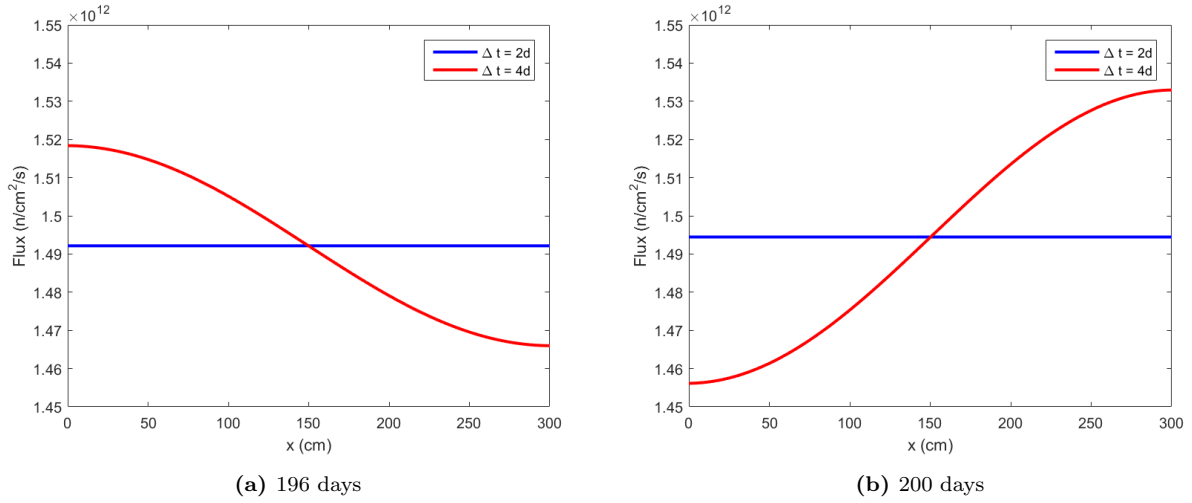 ×10^12
1.55
1.54
1.53
1.52
1.51
1.5
1.49
1.48
1.47
1.46
1.45
Flux (n/cm^2/s)
0 50 100 150 200 250 300
x (cm)
Δ t = 2d
Δ t = 4d
(a) 196 days
×10^12
1.55
1.54
1.53
1.52
1.51
1.5
1.49
1.48
1.47
1.46
1.45
Flux (n/cm^2/s)
0 50 100 150 200 250 300
x (cm)
Δ t = 2d
Δ t = 4d
(b) 200 days